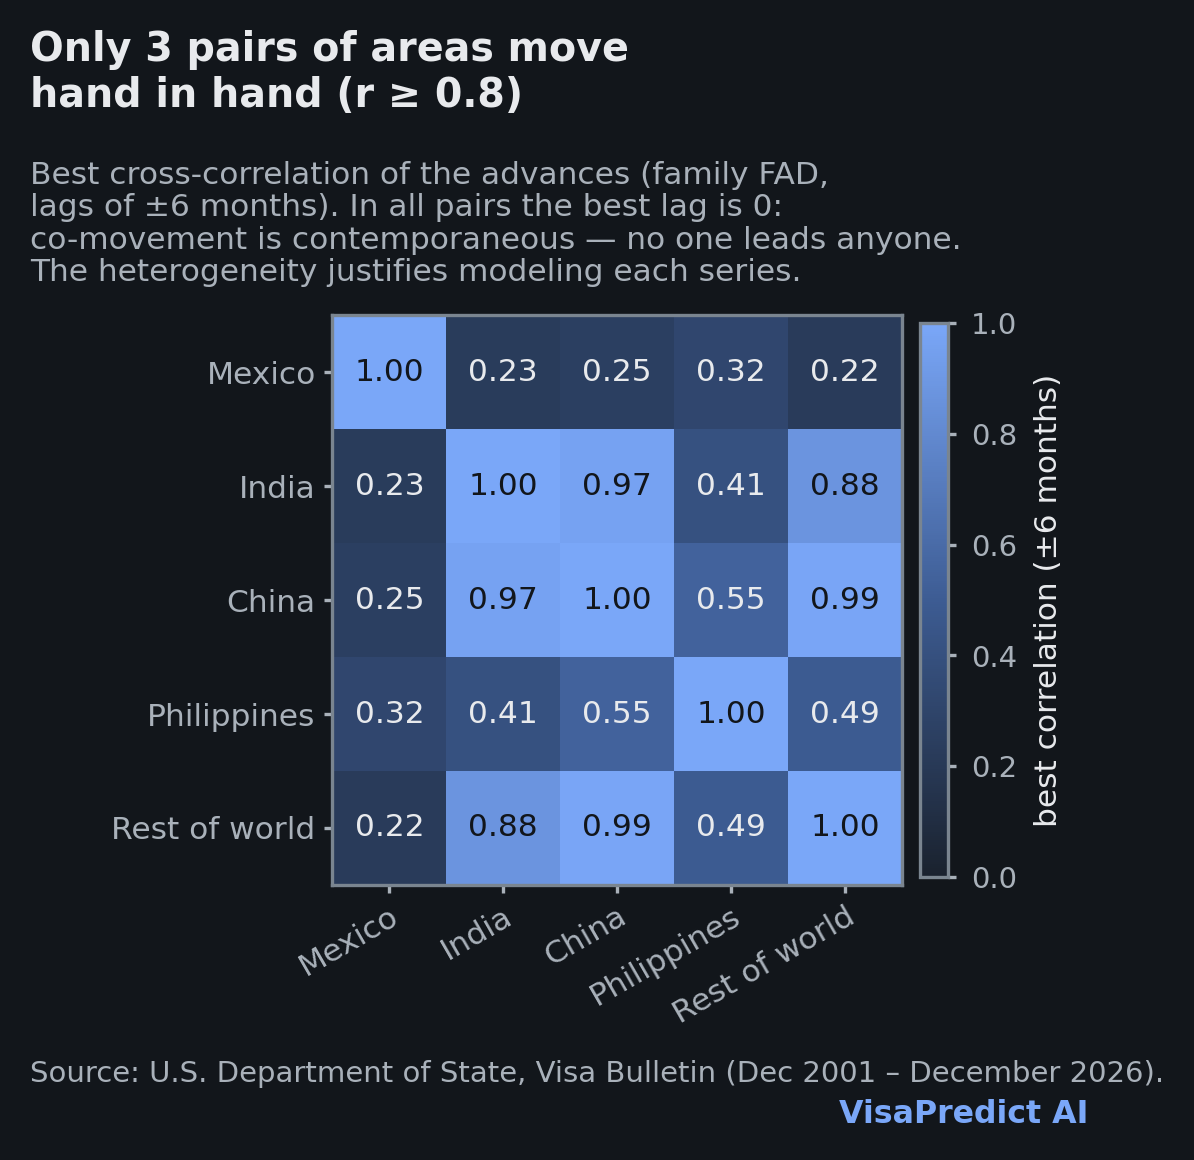 Only 3 pairs of areas move
hand in hand (r ≥ 0.8)
Best cross-correlation of the advances (family FAD,
lags of ±6 months). In all pairs the best lag is 0:
co-movement is contemporaneous — no one leads anyone.
The heterogeneity justifies modeling each series.
Mexico 1.00 0.23 0.25 0.32 0.22
India 0.23 1.00 0.97 0.41 0.88
China 0.25 0.97 1.00 0.55 0.99
Philippines 0.32 0.41 0.55 1.00 0.49
Rest of world 0.22 0.88 0.99 0.49 1.00
Mexico India China Philippines Rest of world
1.0
0.8
0.6
0.4
0.2
0.0
best correlation (±6 months)
Source: U.S. Department of State, Visa Bulletin (Dec 2001 – December 2026).
VisaPredict AI